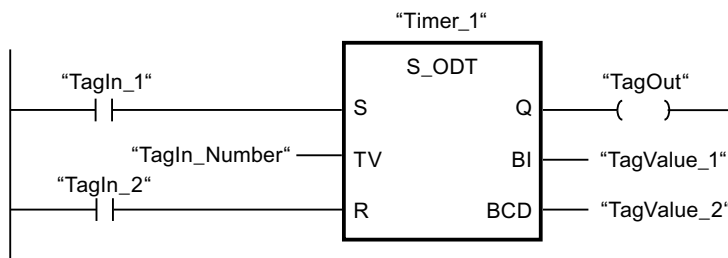 “Timer_1“
S_ODT
“TagIn_1“ S Q “TagOut“
“TagIn_Number“ TV BI “TagValue_1“
“TagIn_2“ R BCD “TagValue_2“